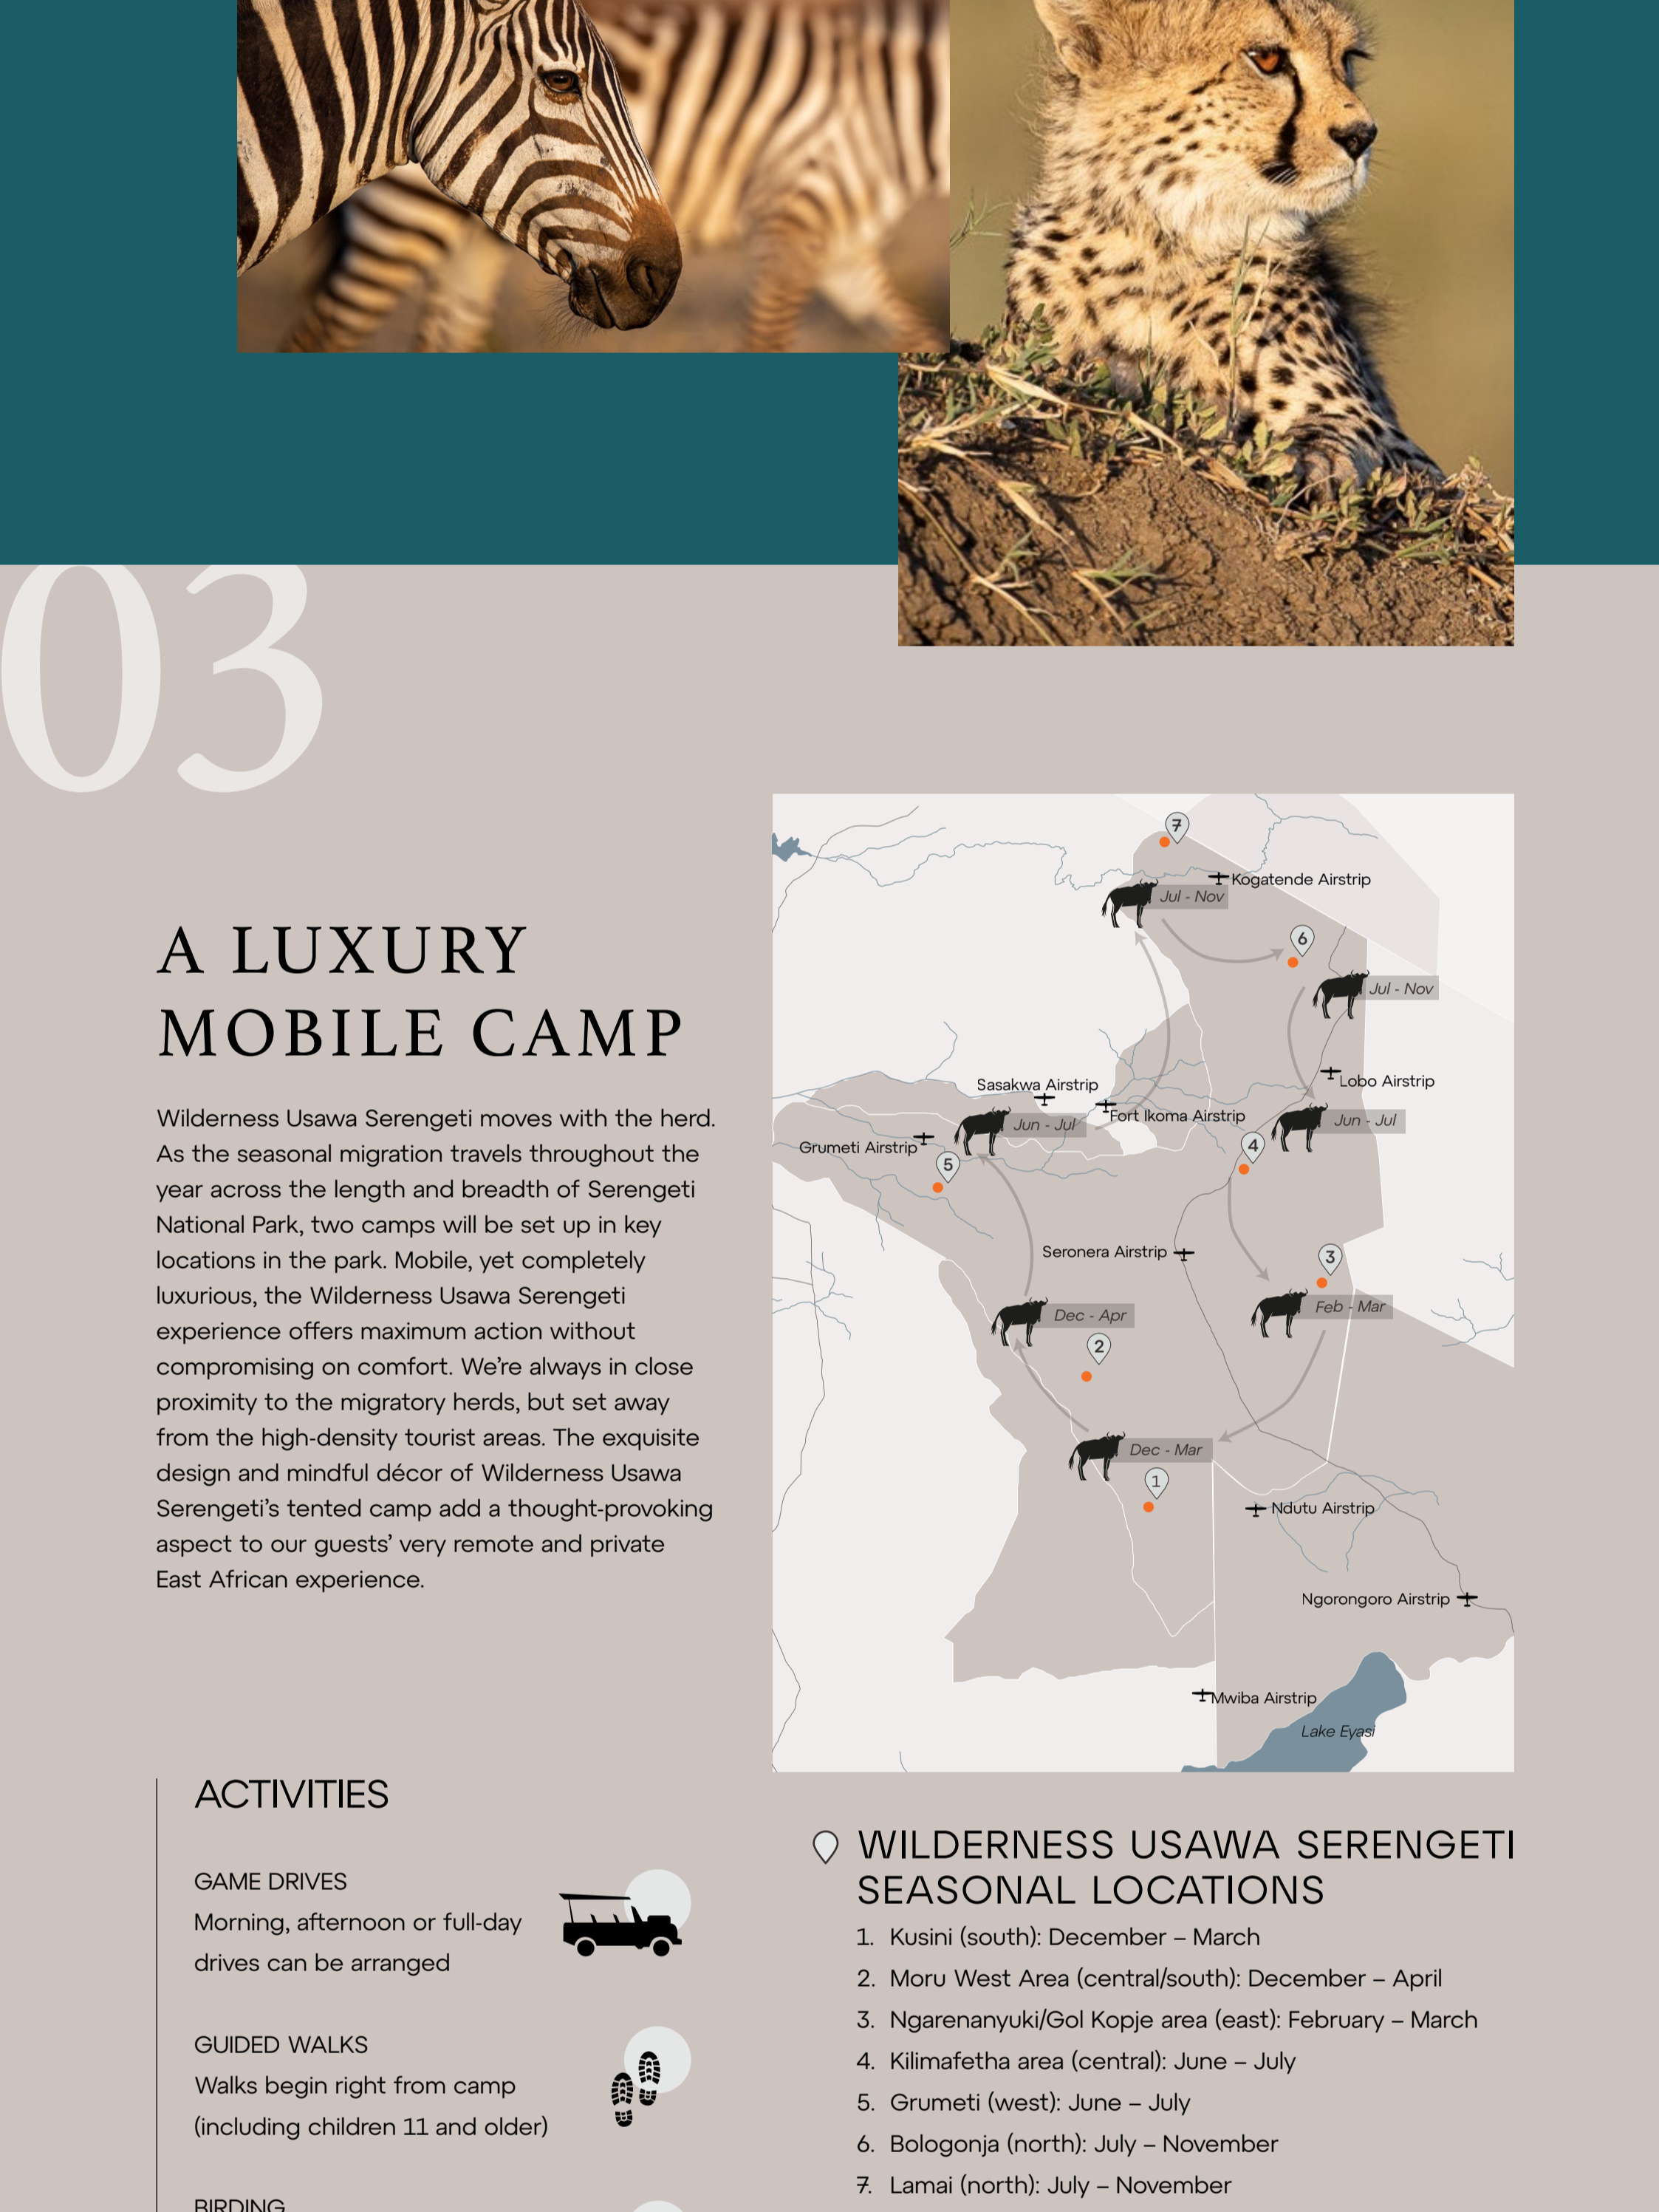 03
A LUXURY
MOBILE CAMP
Wilderness Usawa Serengeti moves with the herd.
As the seasonal migration travels throughout the
year across the length and breadth of Serengeti
National Park, two camps will be set up in key
locations in the park. Mobile, yet completely
luxurious, the Wilderness Usawa Serengeti
experience offers maximum action without
compromising on comfort. We’re always in close
proximity to the migratory herds, but set away
from the high-density tourist areas. The exquisite
design and mindful décor of Wilderness Usawa
Serengeti’s tented camp add a thought-provoking
aspect to our guests’ very remote and private
East African experience.
7
Kogatende Airstrip
Jul - Nov
6
Jul - Nov
Lobo Airstrip
Sasakwa Airstrip
Fort Ikoma Airstrip
Jun - Jul
Jun - Jul
Grumeti Airstrip
4
5
Seronera Airstrip
3
Feb - Mar
Dec - Apr
2
Dec - Mar
1
Ndutu Airstrip
Ngorongoro Airstrip
Mwiba Airstrip
Lake Eyasi
ACTIVITIES
GAME DRIVES
Morning, afternoon or full-day
drives can be arranged
GUIDED WALKS
Walks begin right from camp
(including children 11 and older)
BIRDING
WILDERNESS USAWA SERENGETI
SEASONAL LOCATIONS
1. Kusini (south): December – March
2. Moru West Area (central/south): December – April
3. Ngarenanyuki/Gol Kopje area (east): February – March
4. Kilimafetha area (central): June – July
5. Grumeti (west): June – July
6. Bologonja (north): July – November
7. Lamai (north): July – November